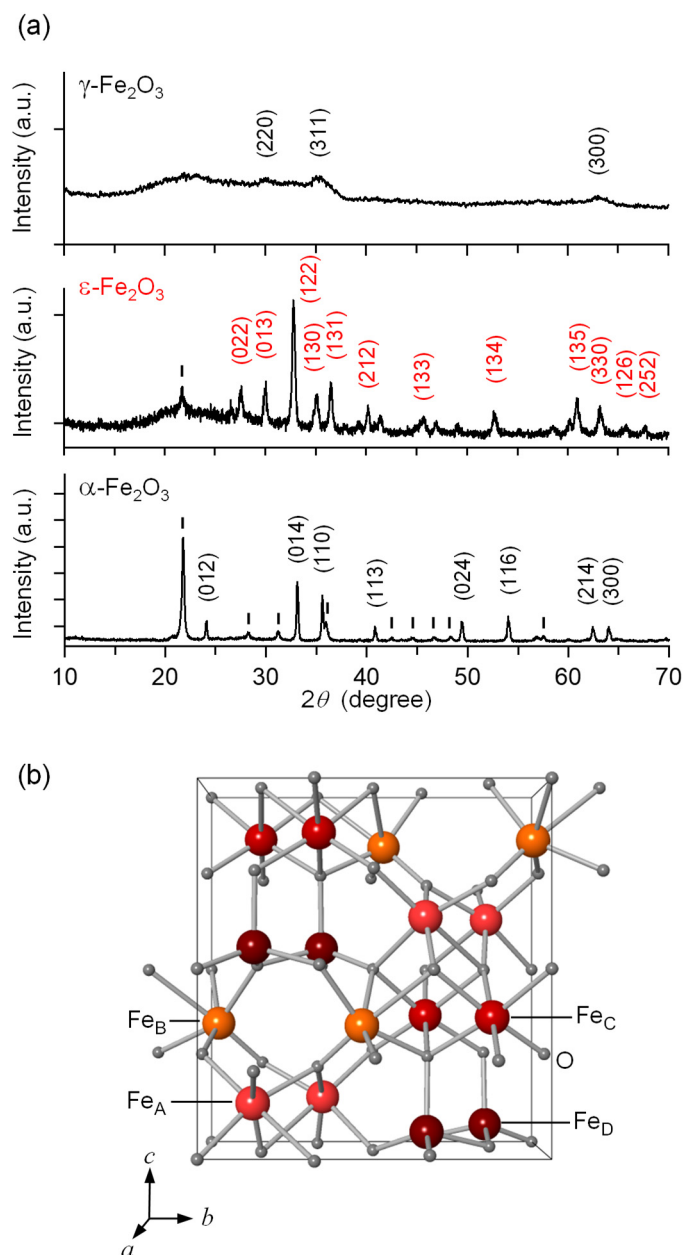 (a)
γ-Fe2O3
(220)
(311)
(300)
Intensity (a.u.)
ε-Fe2O3
(022)
(013)
(122)
(130)
(131)
(212)
(133)
(134)
(135)
(330)
(126)
(252)
Intensity (a.u.)
α-Fe2O3
(012)
(014)
(110)
(113)
(024)
(116)
(214)
(300)
Intensity (a.u.)
10 20 30 40 50 60 70
2θ (degree)
(b)
FeB
FeC
O
FeA
FeD
c
b
a